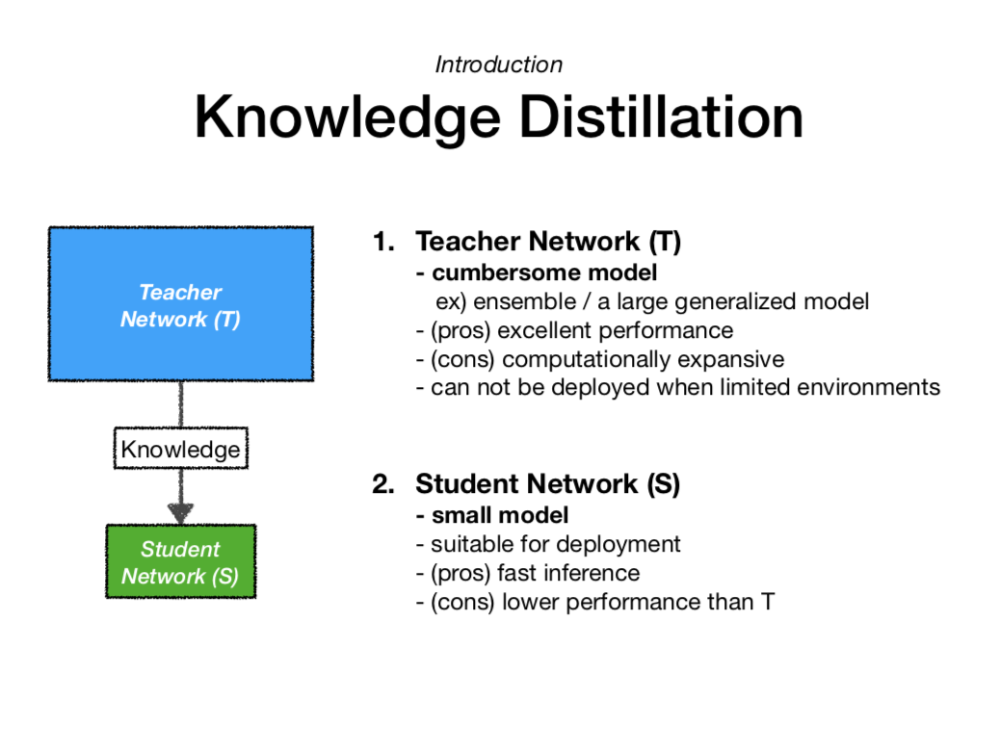 Introduction
Knowledge Distillation
Teacher
Network (T)
Knowledge
Student
Network (S)
1. Teacher Network (T)
- cumbersome model
ex) ensemble / a large generalized model
- (pros) excellent performance
- (cons) computationally expansive
- can not be deployed when limited environments
2. Student Network (S)
- small model
- suitable for deployment
- (pros) fast inference
- (cons) lower performance than T